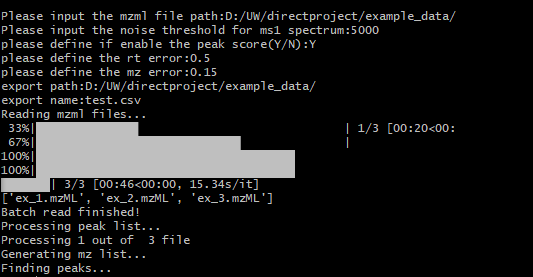 Please input the mzml file path:D:/UW/directproject/example_data/
Please input the noise threshold for ms1 spectrum:5000
please define if enable the peak score(Y/N):Y
please define the rt error:0.5
please define the mz error:0.15
export path:D:/UW/directproject/example_data/
export name:test.csv
Reading mzml files...
33%| | 1/3 [00:20<00:
67%| |
100%|
100%|
| 3/3 [00:46<00:00, 15.34s/it]
['ex_1.mzML', 'ex_2.mzML', 'ex_3.mzML']
Batch read finished!
Processing peak list...
Processing 1 out of  3 file
Generating mz list...
Finding peaks...